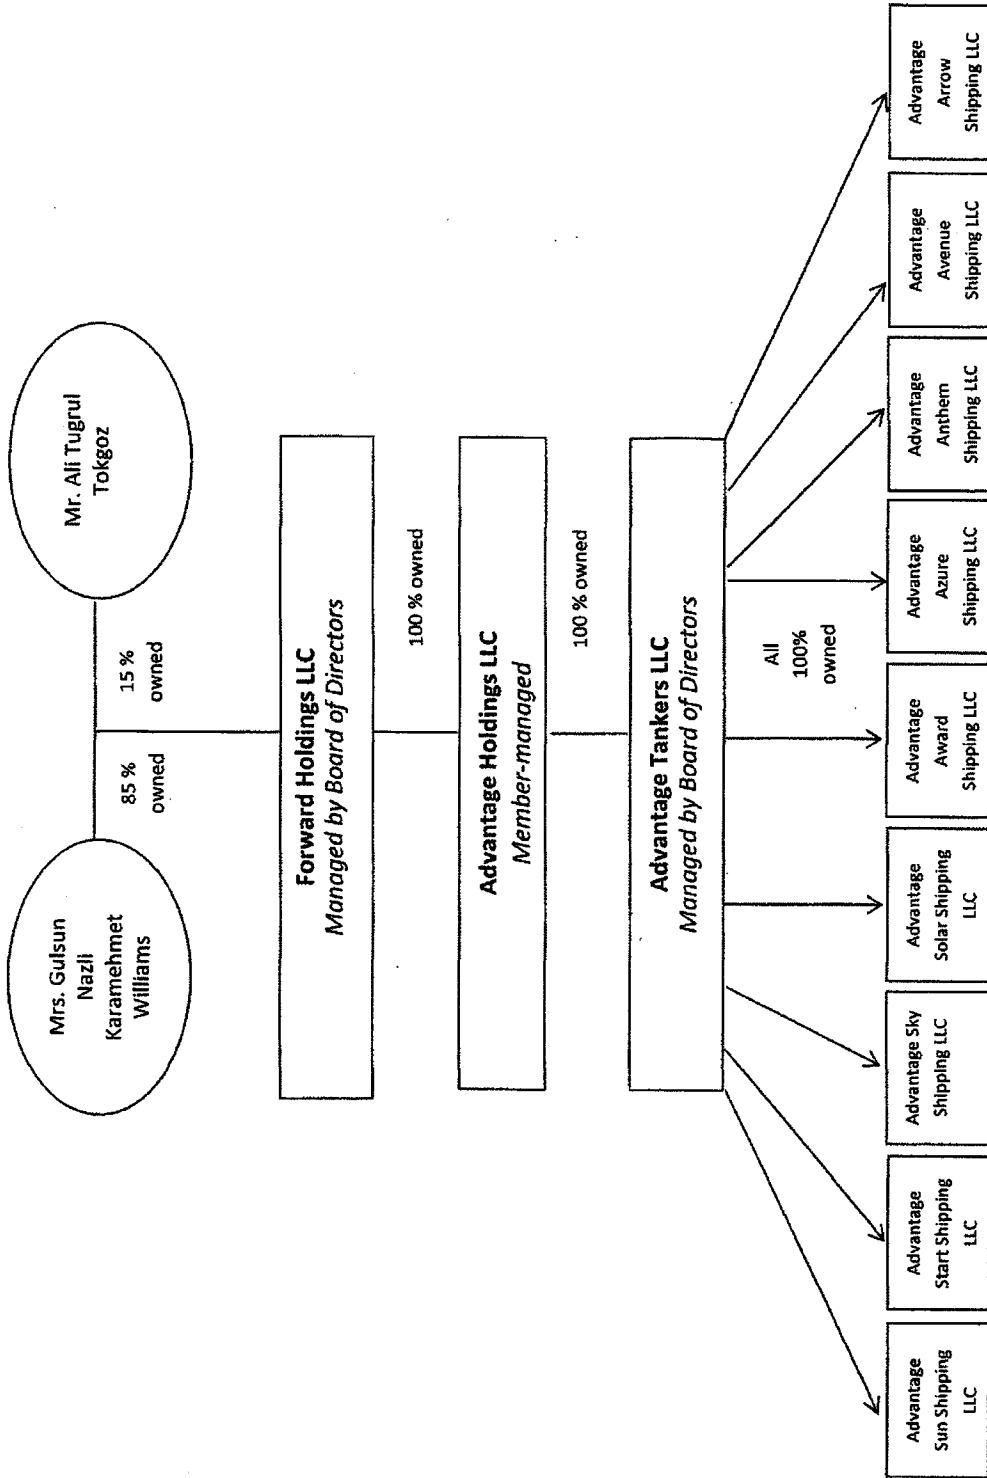 Mrs. Gulsun
Nazli
Karamehmet
Williams
Mr. Ali Tugrul
Tokgoz
85 %
owned
15 %
owned
Forward Holdings LLC
Managed by Board of Directors
100 % owned
Advantage Holdings LLC
Member-managed
100 % owned
Advantage Tankers LLC
Managed by Board of Directors
All
100%
owned
Advantage
Sun Shipping
LLC
Advantage
Start Shipping
LLC
Advantage Sky
Shipping LLC
Advantage
Solar Shipping
LLC
Advantage
Award
Shipping LLC
Advantage
Azure
Shipping LLC
Advantage
Anthem
Shipping LLC
Advantage
Avenue
Shipping LLC
Advantage
Arrow
Shipping LLC